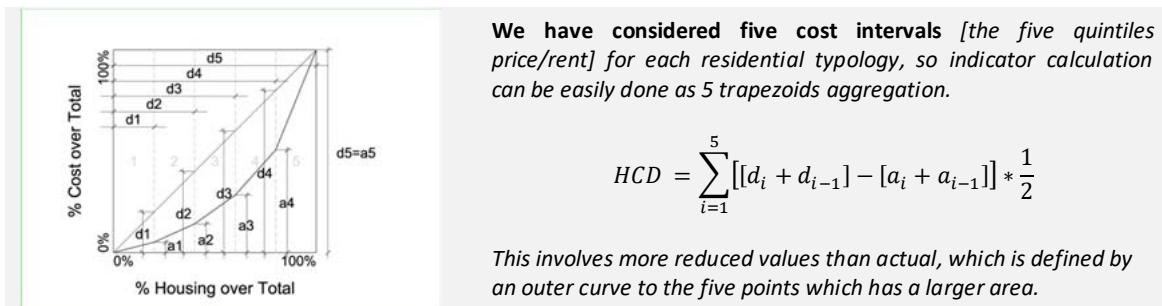 We have considered five cost intervals [the five quintiles
price/rent] for each residential typology, so indicator calculation
can be easily done as 5 trapezoids aggregation.
HCD = ∑_{i=1}^{5} [[d_i + d_{i-1}] − [a_i + a_{i-1}]] * 1/2
This involves more reduced values than actual, which is defined by
an outer curve to the five points which has a larger area.
% Cost over Total
100%
0%
d5
d4
d3
d2
d1
1 2 3 4 5
d5=a5
d1
d2
d3
d4
a1
a2
a3
a4
0%
100%
% Housing over Total